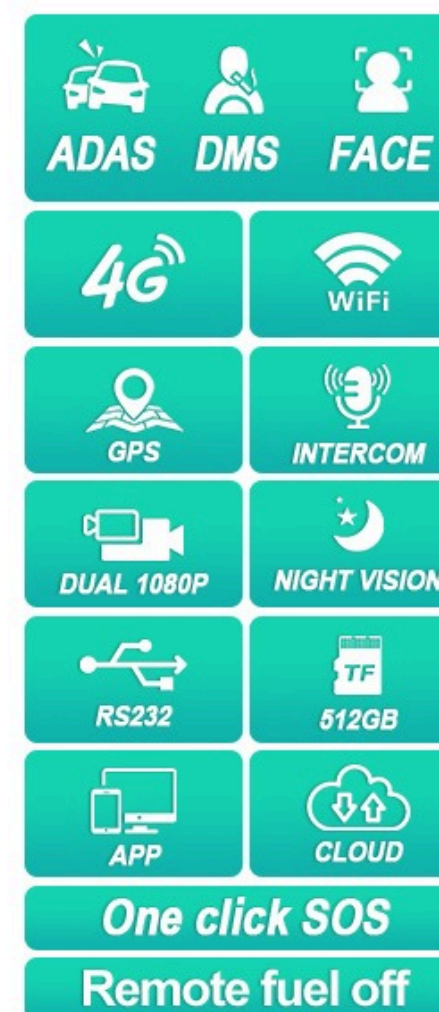 ADAS DMS FACE
4G WiFi
GPS INTERCOM
DUAL 1080P NIGHT VISION
TF
RS232 512GB
APP CLOUD
One click SOS
Remote fuel off